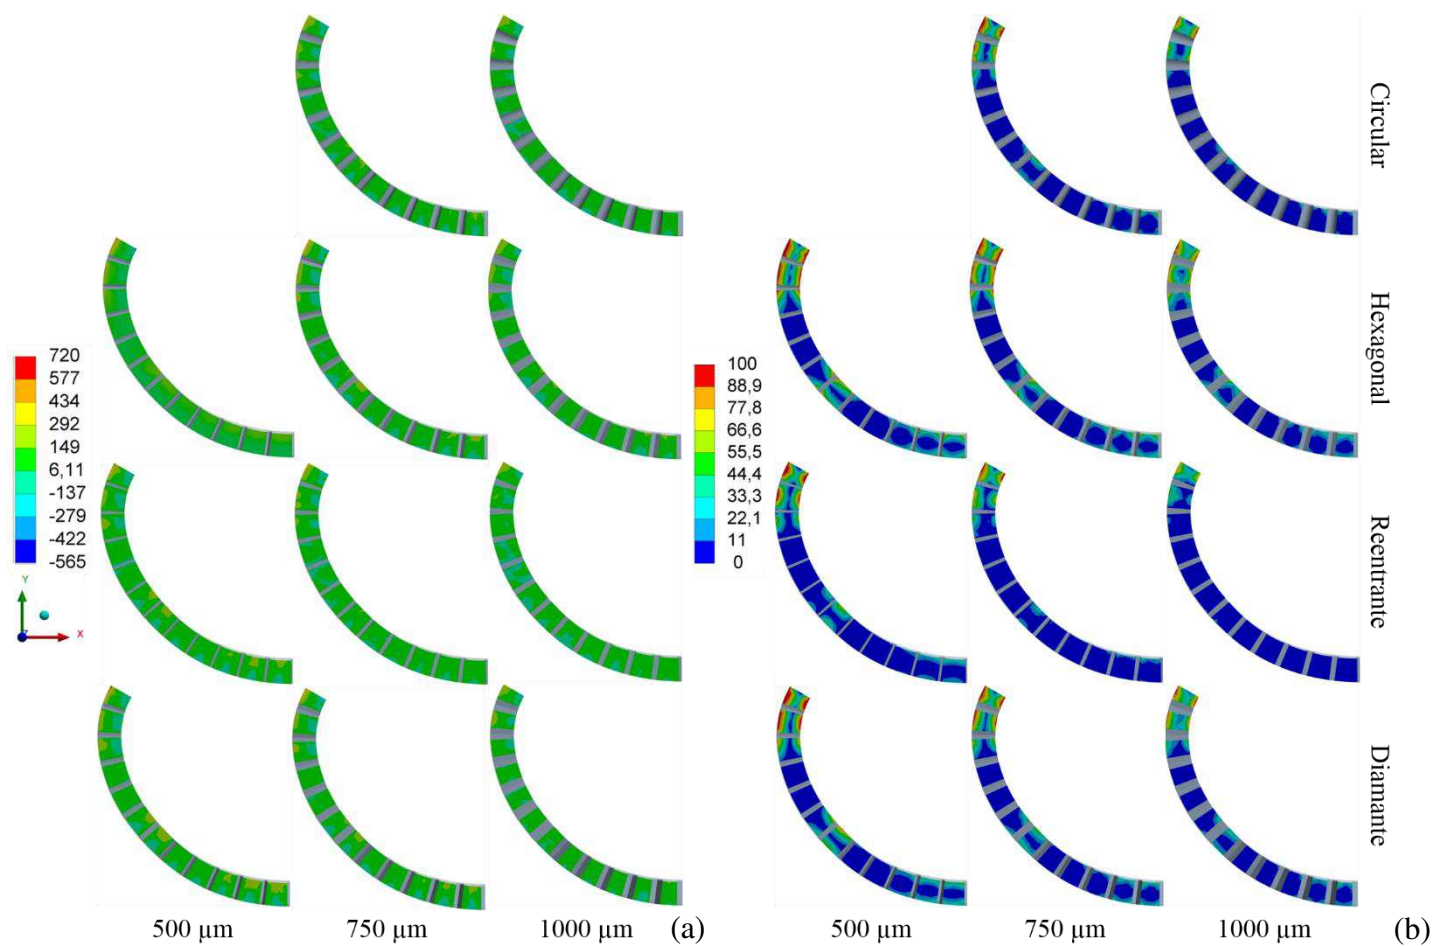 720
577
434
292
149
6,11
-137
-279
-422
-565
Y
X
500 µm
750 µm
1000 µm
(a)
100
88,9
77,8
66,6
55,5
44,4
33,3
22,1
11
0
Circular
Hexagonal
Reentrante
Diamante
500 µm
750 µm
1000 µm
(b)